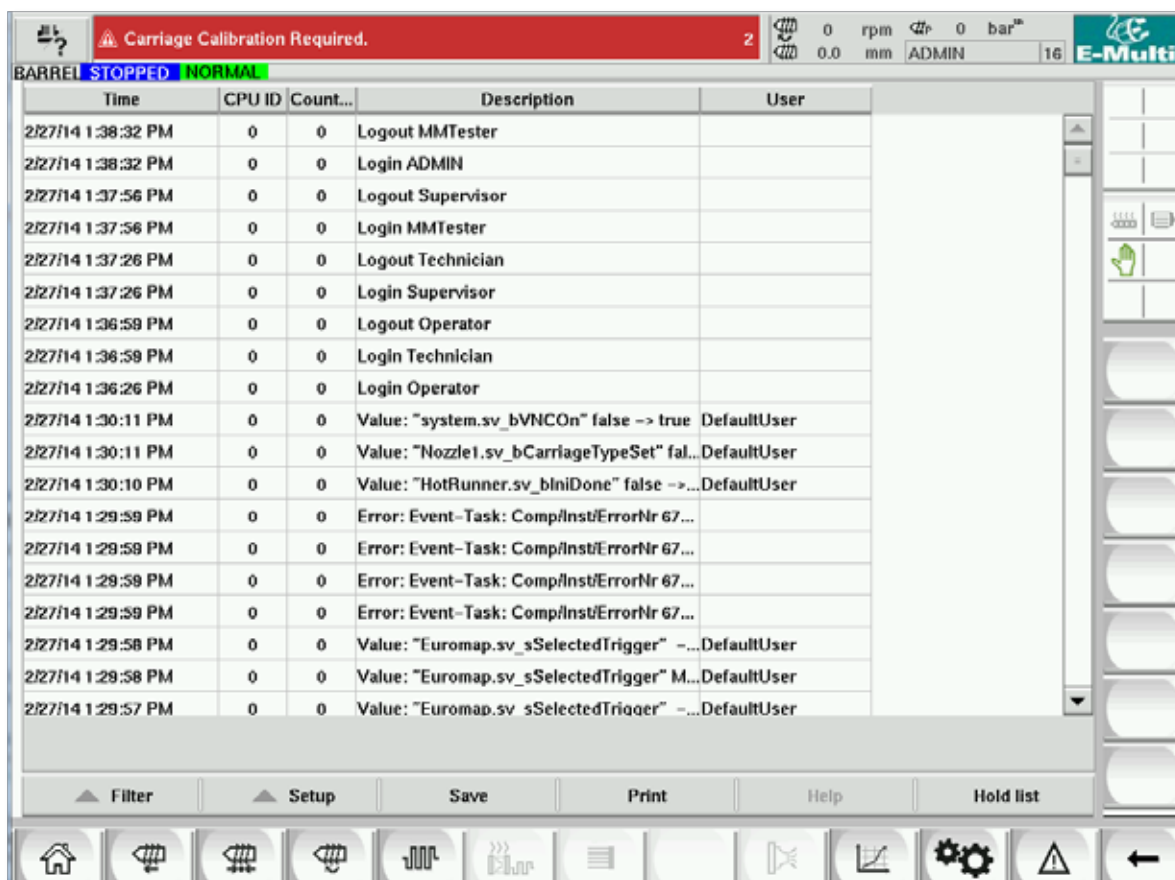 Carriage Calibration Required. 2
0 rpm 0 bar
0.0 mm ADMIN 16
E-Multi
BARREL STOPPED NORMAL
Time CPU ID Count... Description User
2/27/14 1:38:32 PM 0 0 Logout MMTester
2/27/14 1:38:32 PM 0 0 Login ADMIN
2/27/14 1:37:56 PM 0 0 Logout Supervisor
2/27/14 1:37:56 PM 0 0 Login MMTester
2/27/14 1:37:26 PM 0 0 Logout Technician
2/27/14 1:37:26 PM 0 0 Login Supervisor
2/27/14 1:36:59 PM 0 0 Logout Operator
2/27/14 1:36:59 PM 0 0 Login Technician
2/27/14 1:36:26 PM 0 0 Login Operator
2/27/14 1:30:11 PM 0 0 Value: "system.sv_bVNCOn" false -> true DefaultUser
2/27/14 1:30:11 PM 0 0 Value: "Nozzle1.sv_bCarriageTypeSet" fal... DefaultUser
2/27/14 1:30:10 PM 0 0 Value: "HotRunner.sv_bIniDone" false ->... DefaultUser
2/27/14 1:29:59 PM 0 0 Error: Event-Task: Comp/Inst/ErrorNr 67...
2/27/14 1:29:59 PM 0 0 Error: Event-Task: Comp/Inst/ErrorNr 67...
2/27/14 1:29:59 PM 0 0 Error: Event-Task: Comp/Inst/ErrorNr 67...
2/27/14 1:29:59 PM 0 0 Error: Event-Task: Comp/Inst/ErrorNr 67...
2/27/14 1:29:58 PM 0 0 Value: "Euromap.sv_sSelectedTrigger" -... DefaultUser
2/27/14 1:29:58 PM 0 0 Value: "Euromap.sv_sSelectedTrigger" M... DefaultUser
2/27/14 1:29:57 PM 0 0 Value: "Euromap.sv_sSelectedTrigger" -... DefaultUser
Filter Setup Save Print Help Hold list